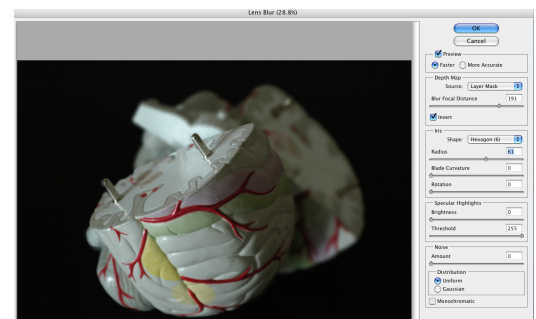 Lens Blur (28.8%)
OK
Cancel
Preview
Faster
More Accurate
Depth Map
Source: Layer Mask
Blur Focal Distance 191
Invert
Iris
Shape: Hexagon (6)
Radius 61
Blade Curvature 0
Rotation 0
Specular Highlights
Brightness 0
Threshold 255
Noise
Amount 0
Distribution
Uniform
Gaussian
Monochromatic